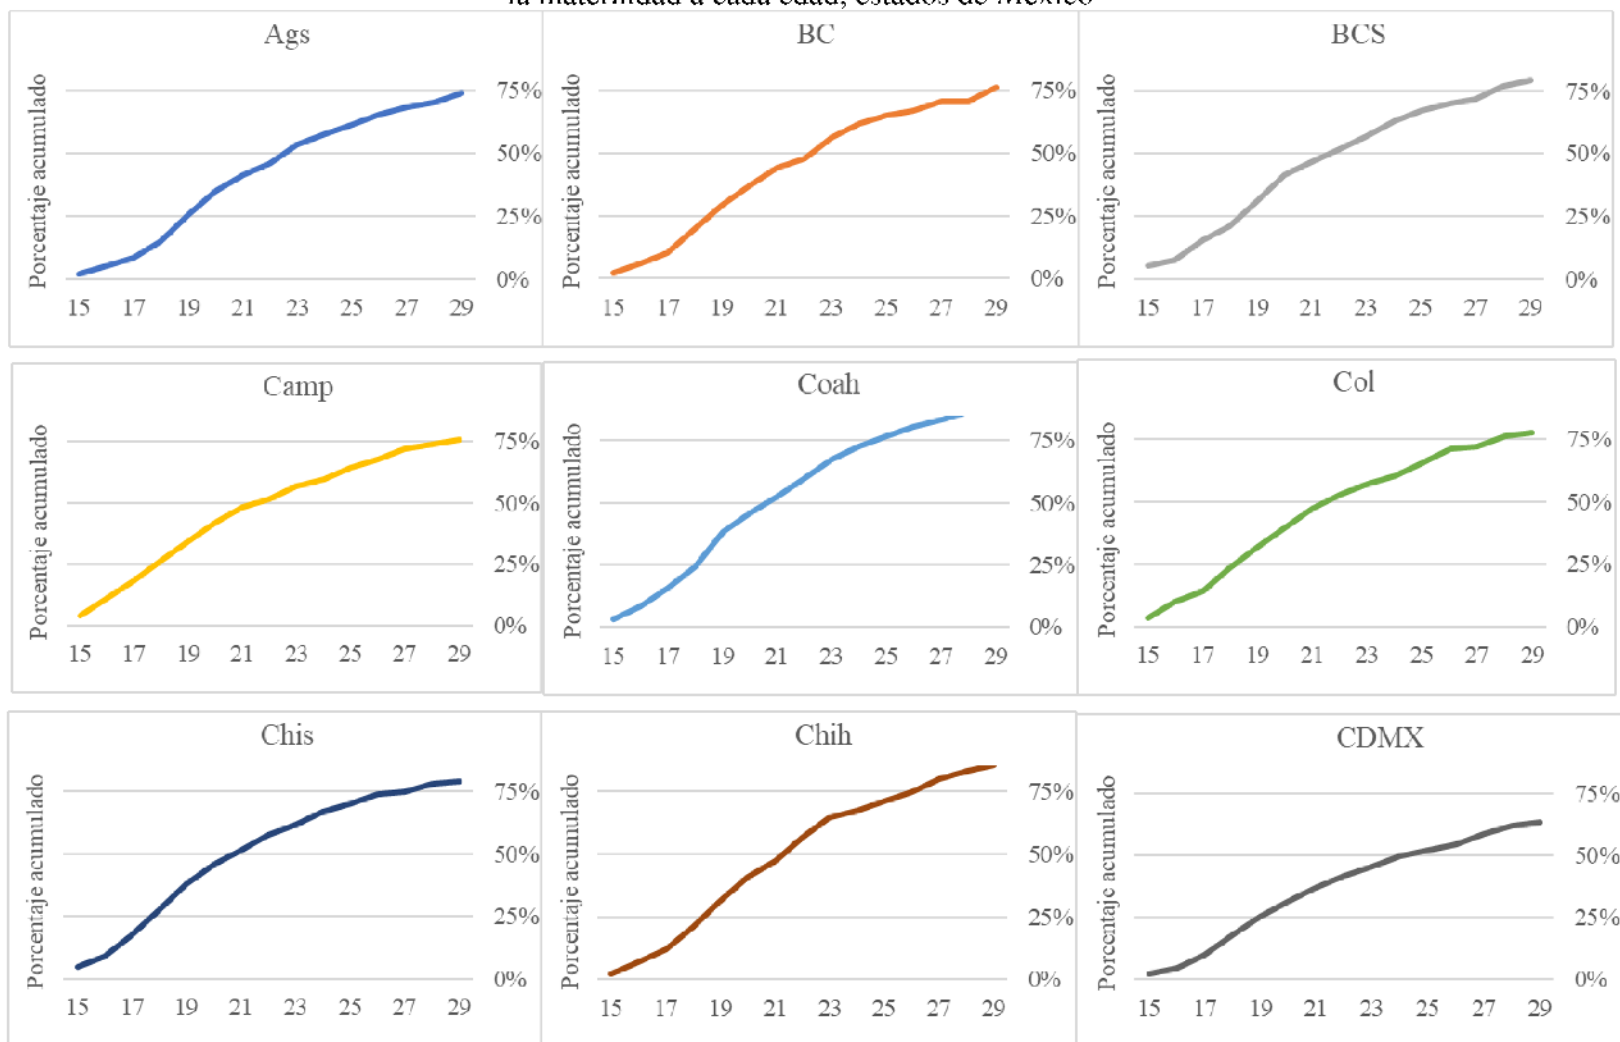 la maternidad a cada edad, estados de México
Ags
Porcentaje acumulado
75%
50%
25%
0%
15 17 19 21 23 25 27 29
BC
Porcentaje acumulado
75%
50%
25%
0%
15 17 19 21 23 25 27 29
BCS
Porcentaje acumulado
75%
50%
25%
0%
15 17 19 21 23 25 27 29
Camp
Porcentaje acumulado
75%
50%
25%
0%
15 17 19 21 23 25 27 29
Coah
Porcentaje acumulado
75%
50%
25%
0%
15 17 19 21 23 25 27 29
Col
Porcentaje acumulado
75%
50%
25%
0%
15 17 19 21 23 25 27 29
Chis
Porcentaje acumulado
75%
50%
25%
0%
15 17 19 21 23 25 27 29
Chih
Porcentaje acumulado
75%
50%
25%
0%
15 17 19 21 23 25 27 29
CDMX
Porcentaje acumulado
75%
50%
25%
0%
15 17 19 21 23 25 27 29